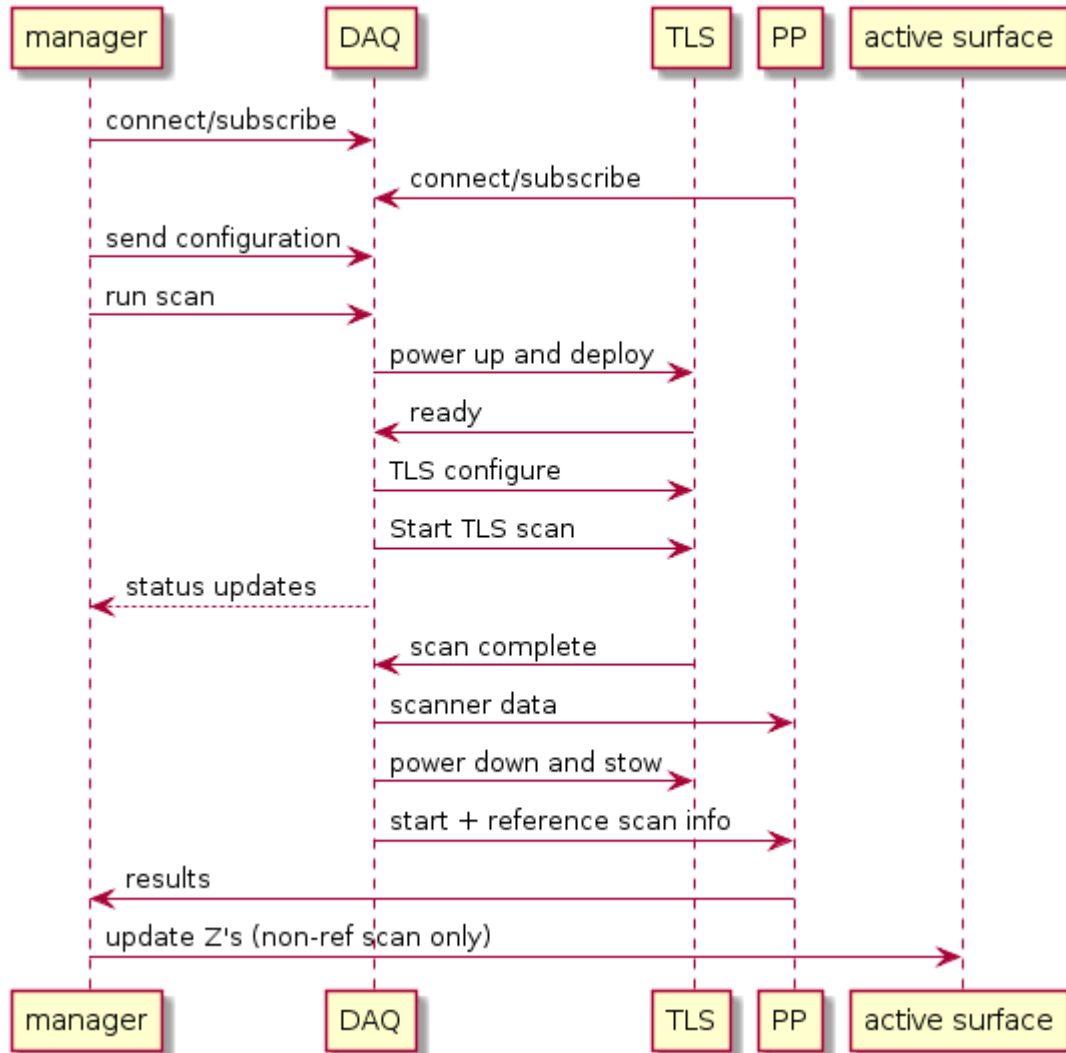 manager DAQ TLS PP active surface
connect/subscribe
connect/subscribe
send configuration
run scan
power up and deploy
ready
TLS configure
Start TLS scan
status updates
scan complete
scanner data
power down and stow
start + reference scan info
results
update Z's (non-ref scan only)
manager DAQ TLS PP active surface